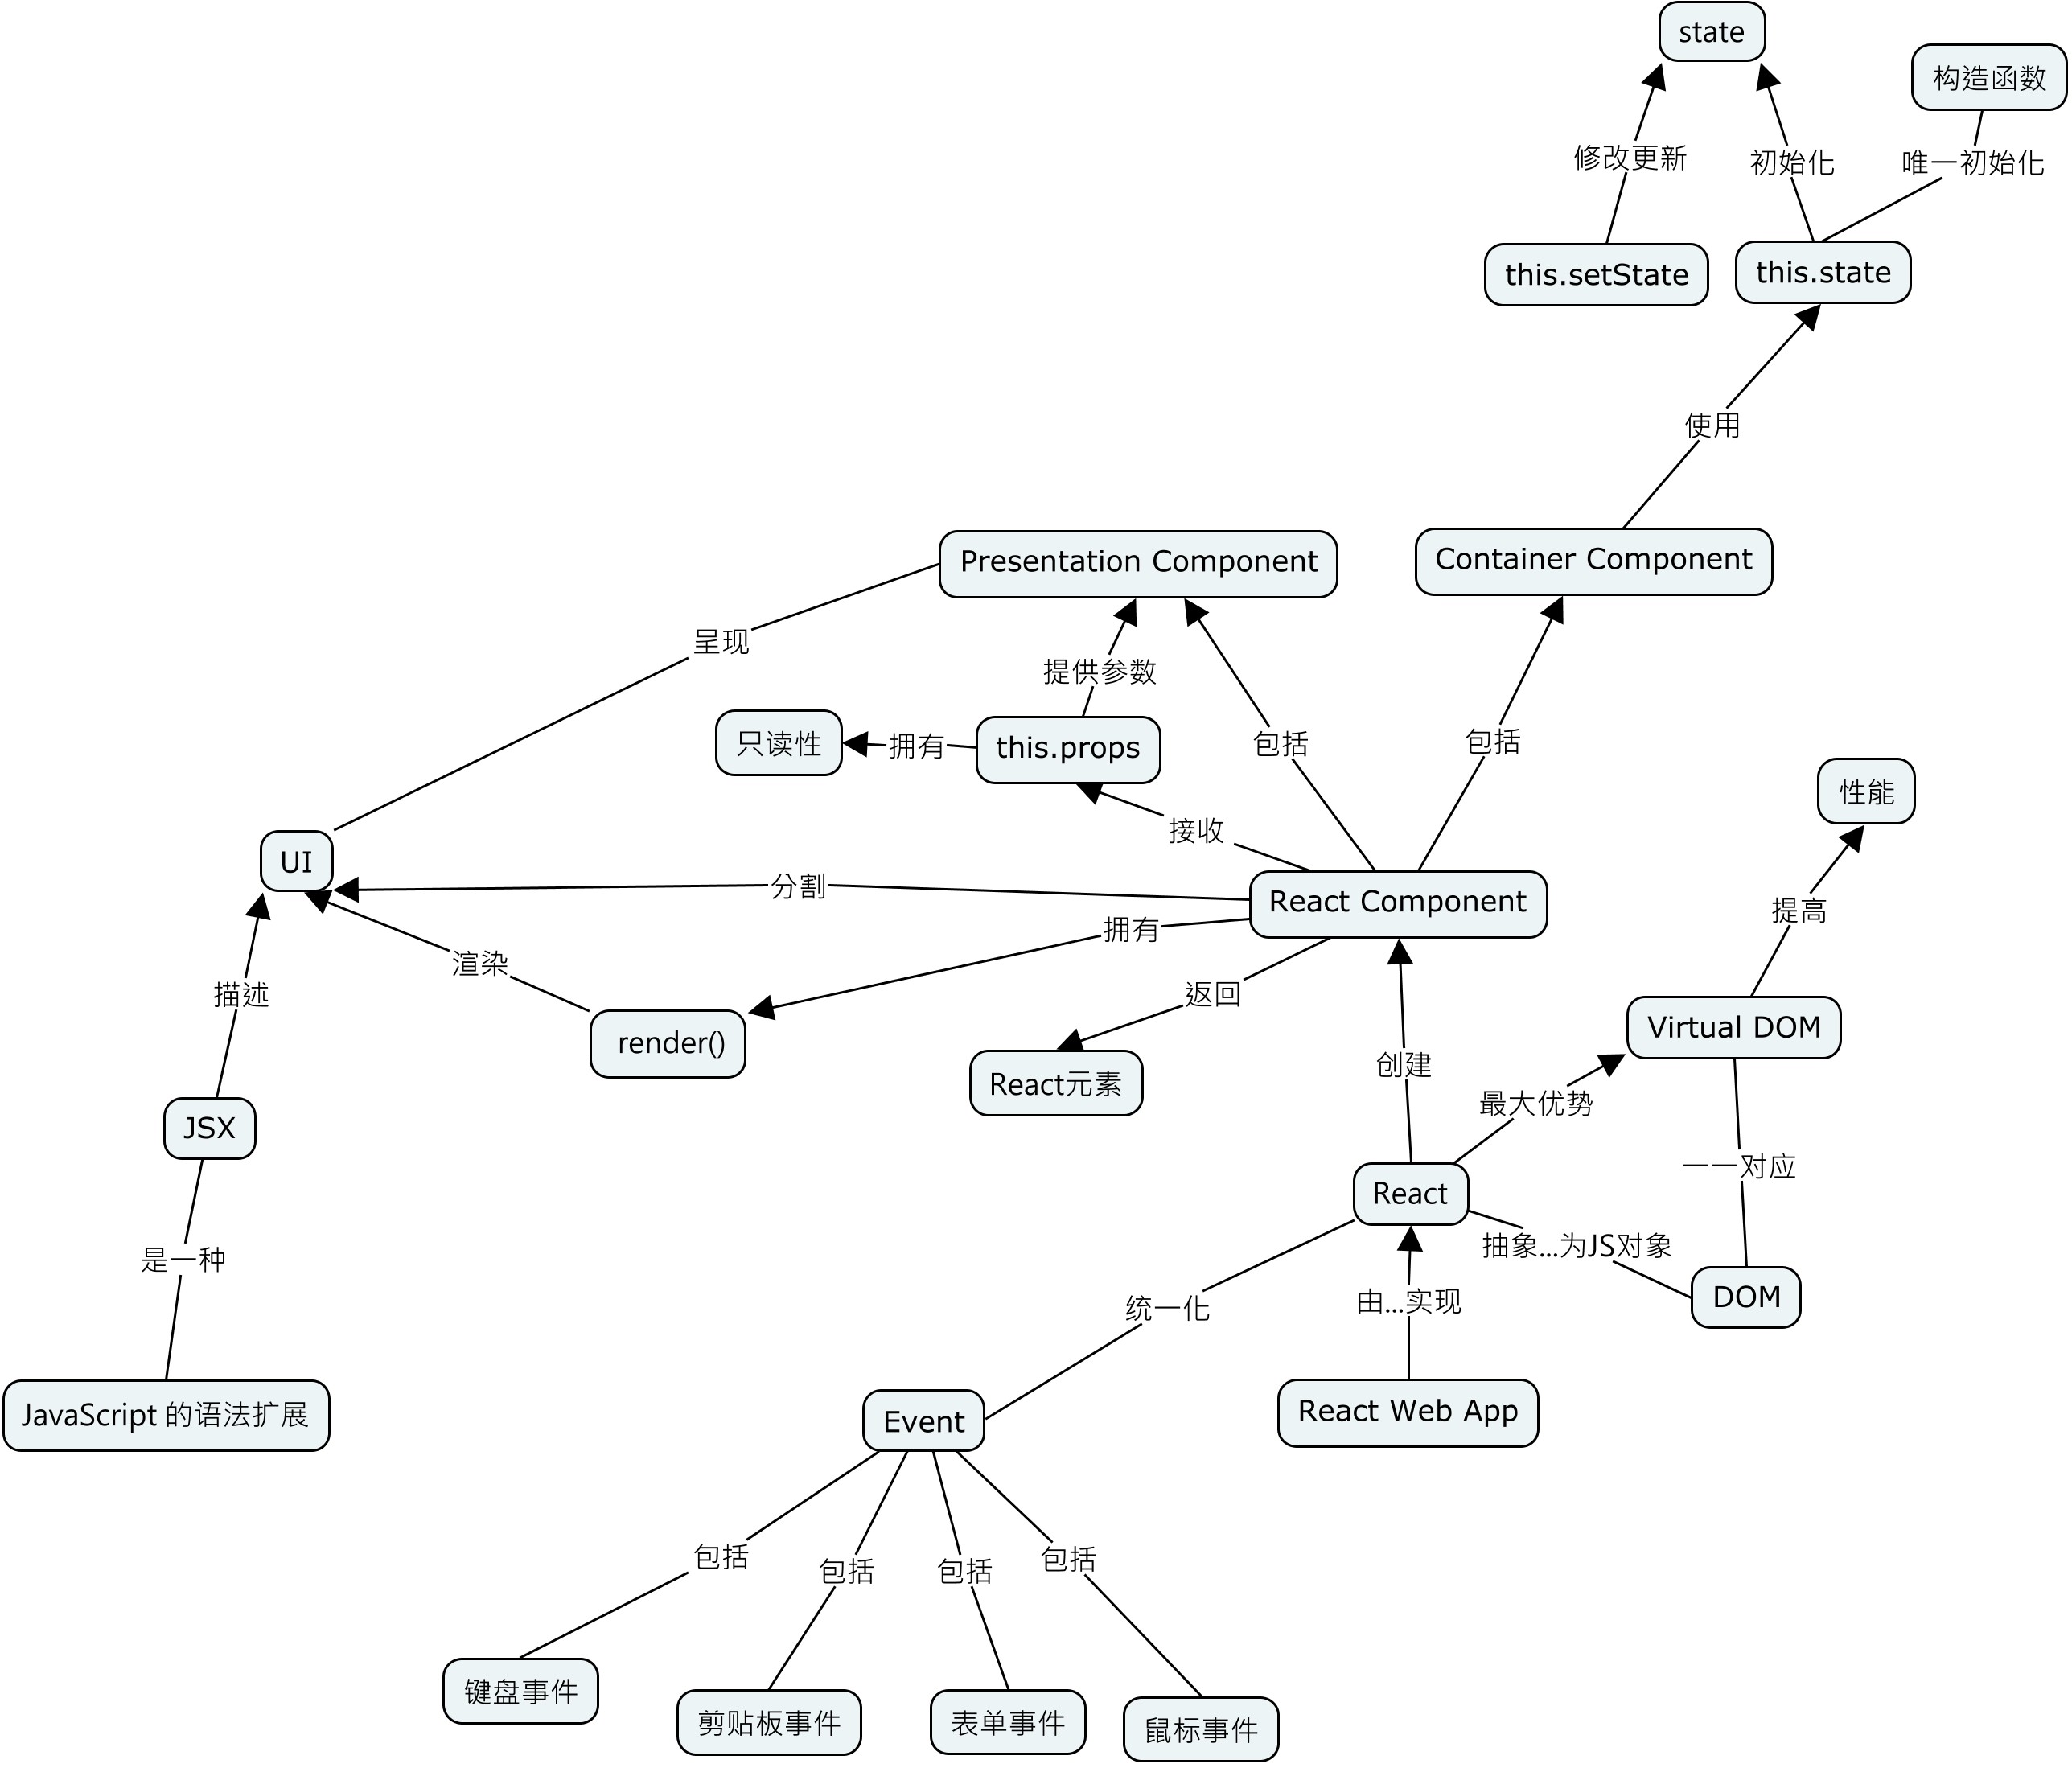 state
构造函数
修改更新
初始化
唯一初始化
this.setState
this.state
使用
Presentation Component
Container Component
呈现
提供参数
只读性
拥有
this.props
包括
包括
性能
接收
UI
分割
React Component
提高
拥有
渲染
描述
返回
render()
Virtual DOM
React元素
创建
最大优势
JSX
一一对应
React
抽象...为JS对象
是一种
统一化
由...实现
DOM
JavaScript 的语法扩展
Event
React Web App
包括
包括
包括
包括
键盘事件
剪贴板事件
表单事件
鼠标事件